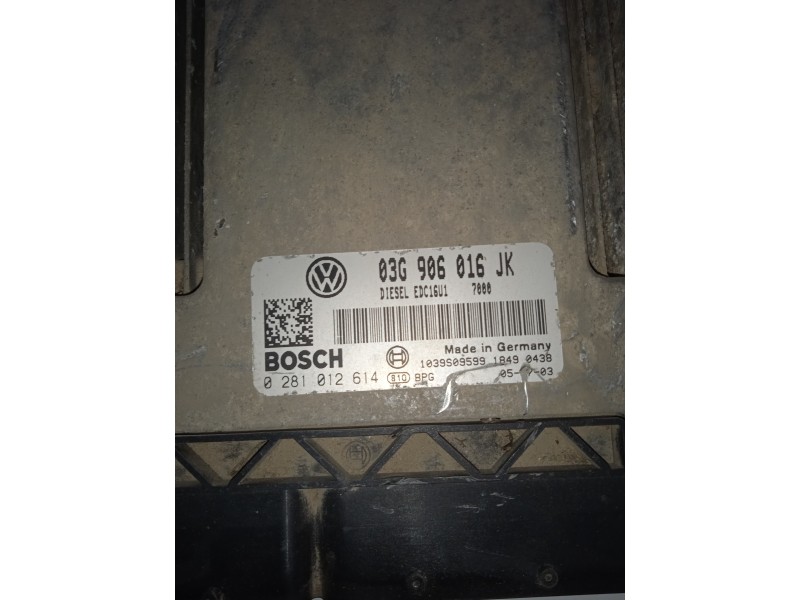 03G 906 016 JK
DIESEL EDC16U1 7000
BOSCH
Made in Germany
1039S09599 1849 0438
0 281 012 614 810 BPG